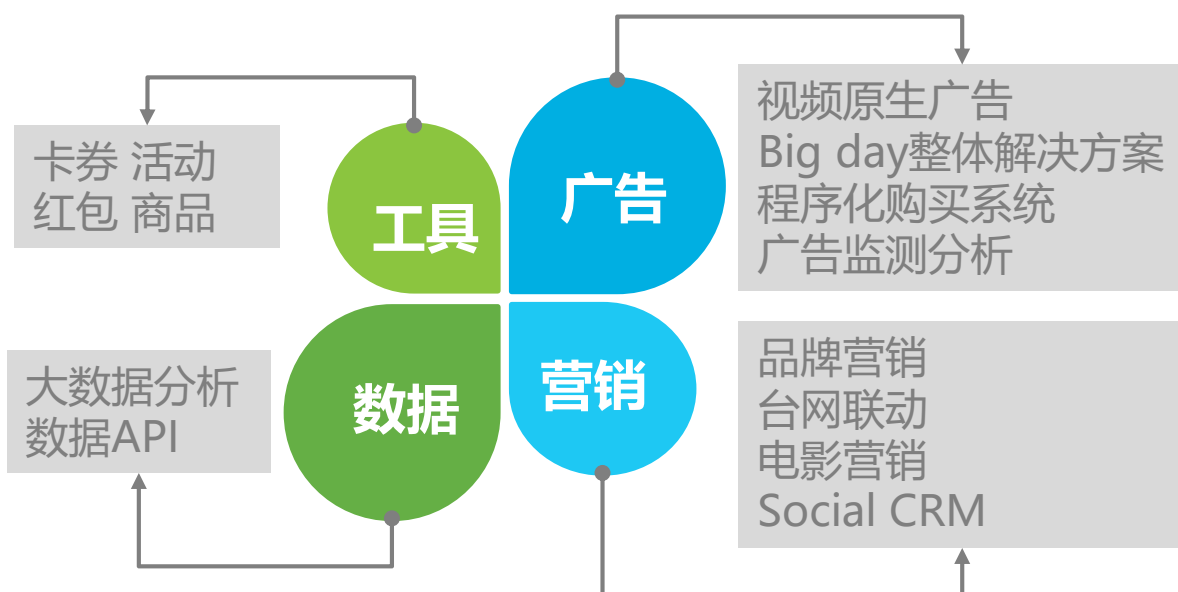 卡券 活动
红包 商品
工具
广告
视频原生广告
Big day整体解决方案
程序化购买系统
广告监测分析
大数据分析
数据API
数据
营销
品牌营销
台网联动
电影营销
Social CRM